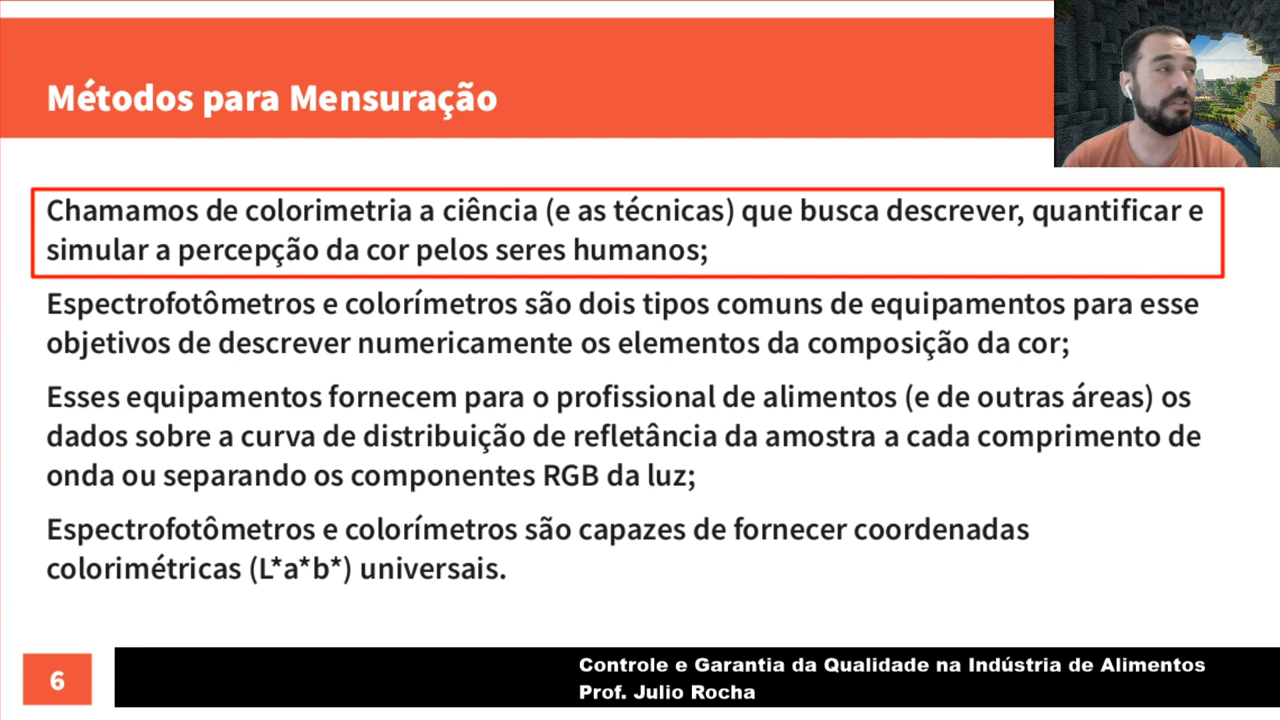 Métodos para Mensuração
Chamamos de colorimetria a ciência (e as técnicas) que busca descrever, quantificar e
simular a percepção da cor pelos seres humanos;
Espectrofotômetros e colorímetros são dois tipos comuns de equipamentos para esse
objetivos de descrever numericamente os elementos da composição da cor;
Esses equipamentos fornecem para o profissional de alimentos (e de outras áreas) os
dados sobre a curva de distribuição de refletância da amostra a cada comprimento de
onda ou separando os componentes RGB da luz;
Espectrofotômetros e colorímetros são capazes de fornecer coordenadas
colorimétricas (L*a*b*) universais.
6
Controle e Garantia da Qualidade na Indústria de Alimentos
Prof. Julio Rocha